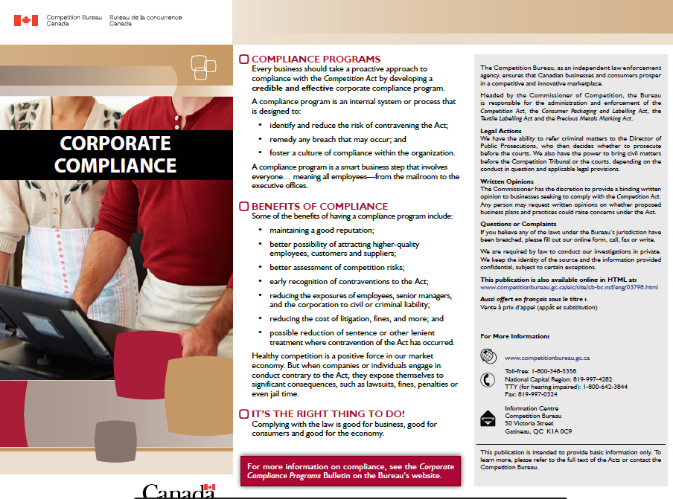 Competition Bureau
Canada
Bureau de la concurrence
Canada
CORPORATE
COMPLIANCE
COMPLIANCE PROGRAMS
Every business should take a proactive approach to
compliance with the Competition Act by developing a
credible and effective corporate compliance program.
A compliance program is an internal system or process that
is designed to:
• identify and reduce the risk of contravening the Act;
• remedy any breach that may occur; and
• foster a culture of compliance within the organization.
A compliance program is a smart business step that involves
everyone… meaning all employees—from the mailroom to the
executive offices.
BENEFITS OF COMPLIANCE
Some of the benefits of having a compliance program include:
• maintaining a good reputation;
• better possibility of attracting higher-quality
employees, customers and suppliers;
• better assessment of competition risks;
• early recognition of contraventions to the Act;
• reducing the exposures of employees, senior managers,
and the corporation to civil or criminal liability;
• reducing the cost of litigation, fines, and more; and
• possible reduction of sentence or other lenient
treatment where contravention of the Act has occurred.
Healthy competition is a positive force in our market
economy. But when companies or individuals engage in
conduct contrary to the Act, they expose themselves to
significant consequences, such as lawsuits, fines, penalties or
even jail time.
IT'S THE RIGHT THING TO DO!
Complying with the law is good for business, good for
consumers and good for the economy.
For more information on compliance, see the Corporate
Compliance Programs Bulletin on the Bureau's website.
The Competition Bureau, as an independent law enforcement
agency, ensures that Canadian businesses and consumers prosper
in a competitive and innovative marketplace.
Headed by the Commissioner of Competition, the Bureau
is responsible for the administration and enforcement of the
Competition Act, the Consumer Packaging and Labelling Act, the
Textile Labelling Act and the Precious Metals Marking Act.
Legal Actions
We have the ability to refer criminal matters to the Director of
Public Prosecutions, who then decides whether to prosecute
before the courts. We also have the power to bring civil matters
before the Competition Tribunal or the courts, depending on the
conduct in question and applicable legal provisions.
Written Opinions
The Commissioner has the discretion to provide a binding written
opinion to businesses seeking to comply with the Competition Act.
Any person may request written opinions on whether proposed
business plans and practices could raise concerns under the Act.
Questions or Complaints
If you believe any of the laws under the Bureau's jurisdiction have
been breached, please fill out our online form, call, fax or write.
We are required by law to conduct our investigations in private.
We keep the identity of the source and the information provided
confidential, subject to certain exceptions.
This publication is also available online in HTML at:
www.competitionbureau.gc.ca/eic/site/cb-bc.nsf/eng/03798.html
Aussi offert en français sous le titre :
Vente à prix d'appel (appât et substitution)
For More Information:
www.competitionbureau.gc.ca
Toll-free: 1-800-348-5358
National Capital Region: 819-997-4282
TTY (for hearing impaired): 1-800-642-3844
Fax: 819-997-0324
Information Centre
Competition Bureau
50 Victoria Street
Gatineau, QC K1A 0C9
This publication is intended to provide basic information only. To
learn more, please refer to the full text of the Acts or contact the
Competition Bureau.
Canada